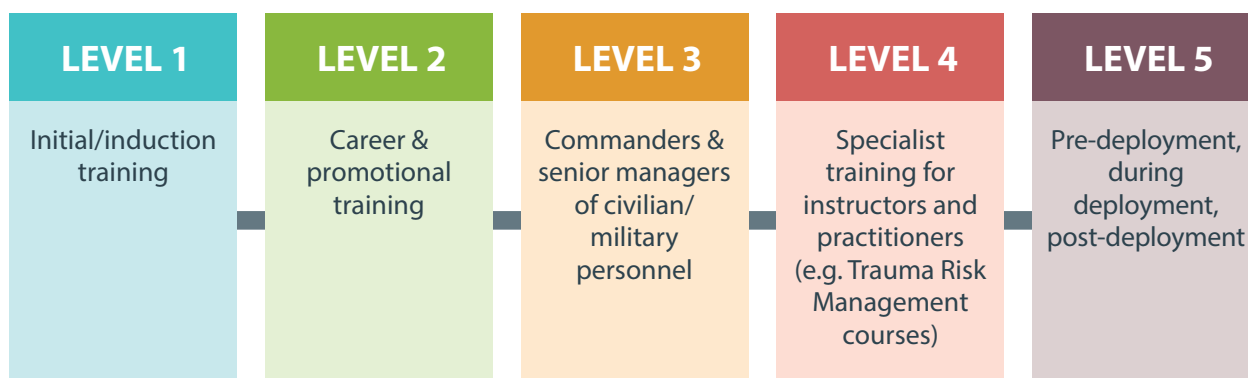 LEVEL 1
Initial/induction
training
LEVEL 2
Career &
promotional
training
LEVEL 3
Commanders &
senior managers
of civilian/
military
personnel
LEVEL 4
Specialist
training for
instructors and
practitioners
(e.g. Trauma Risk
Management
courses)
LEVEL 5
Pre-deployment,
during
deployment,
post-deployment